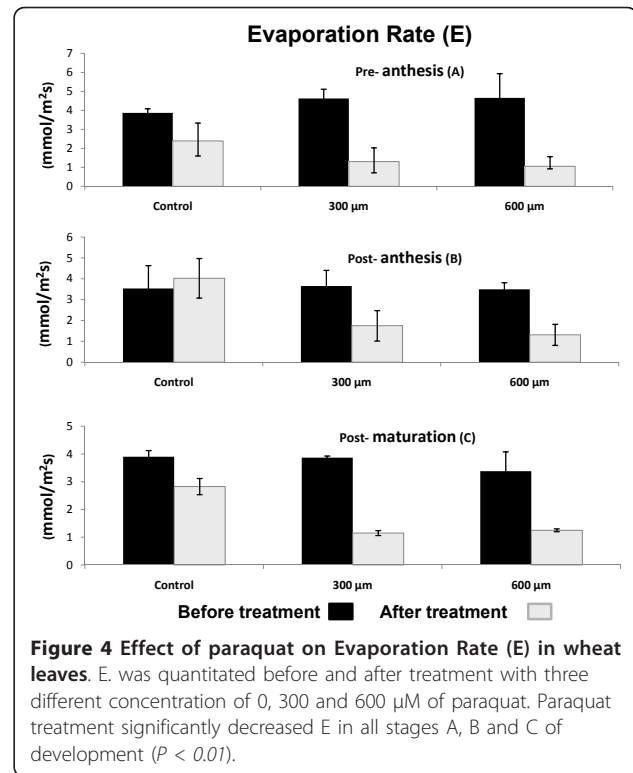 Evaporation Rate (E)
Pre- anthesis (A)
(mmol/m²s)
7
6
5
4
3
2
1
0
Control 300 µm 600 µm
Post- anthesis (B)
(mmol/m²s)
6
5
4
3
2
1
0
Control 300 µm 600 µm
Post- maturation (C)
(mmol/m²s)
5
4
3
2
1
0
Control 300 µm 600 µm
Before treatment After treatment
Figure 4 Effect of paraquat on Evaporation Rate (E) in wheat
leaves. E. was quantitated before and after treatment with three
different concentration of 0, 300 and 600 µM of paraquat. Paraquat
treatment significantly decreased E in all stages A, B and C of
development (P < 0.01).